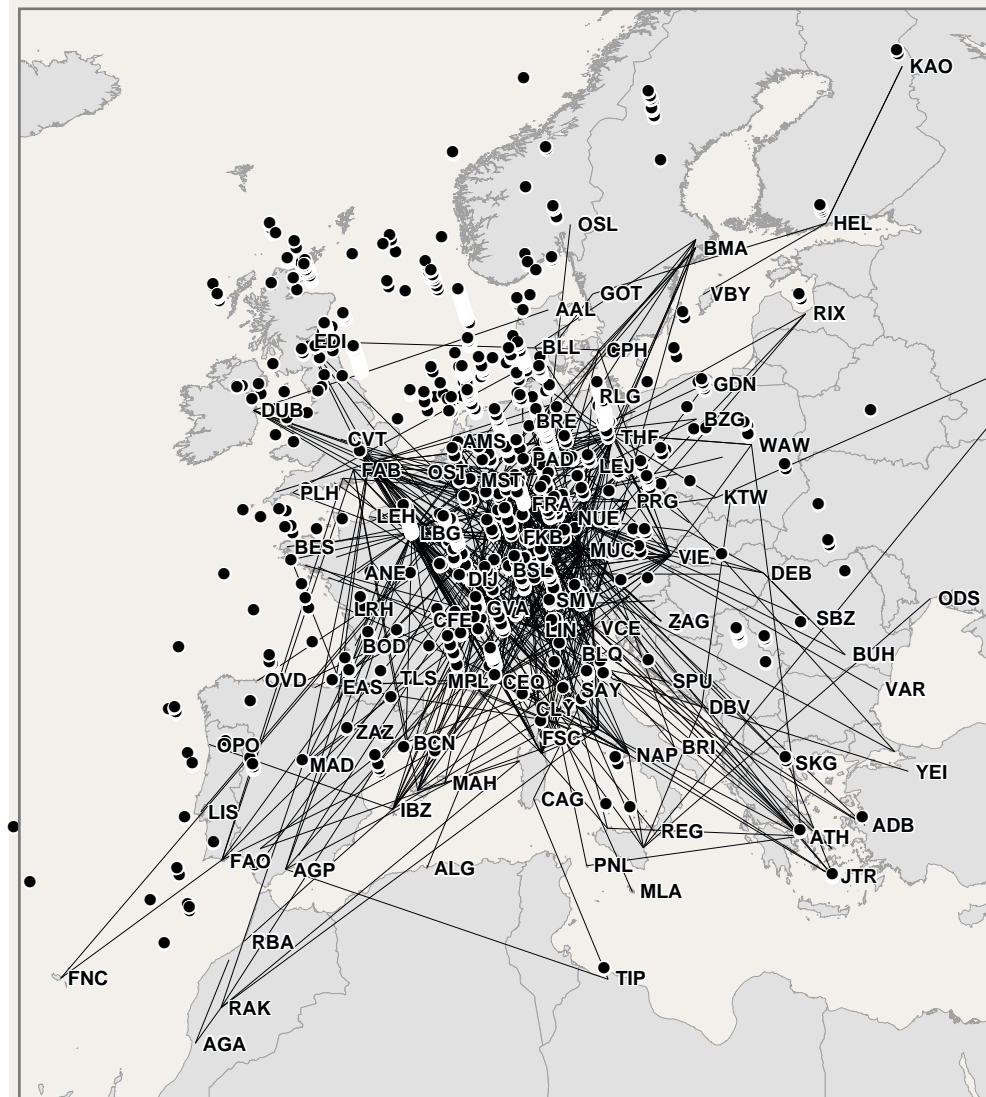 KAO
OSL
HEL
BMA
GOT
VBY
AAL
RIX
EDI
BLL
CPH
GDN
RLG
DUB
BRE
BZG
CVT
AMS
THF
WAW
FAB
OST
PAD
LEJ
MST
PLH
FRA
PRG
KTW
LEH
NUE
LBG
FKB
BES
MUC
VIE
ANE
DIJ
BSL
DEB
LRH
GVA
SMV
ODS
CFE
LIN
VCE
ZAG
SBZ
BOD
BLQ
BUH
OVD
EAS
TLS
MPL
CEQ
SAY
SPU
VAR
CLY
DBV
OPO
ZAZ
BCN
FSC
NAP
BRI
MAD
SKG
YEI
MAH
LIS
IBZ
CAG
REG
ADB
ATH
FAO
AGP
ALG
PNL
JTR
MLA
RBA
FNC
TIP
RAK
AGA